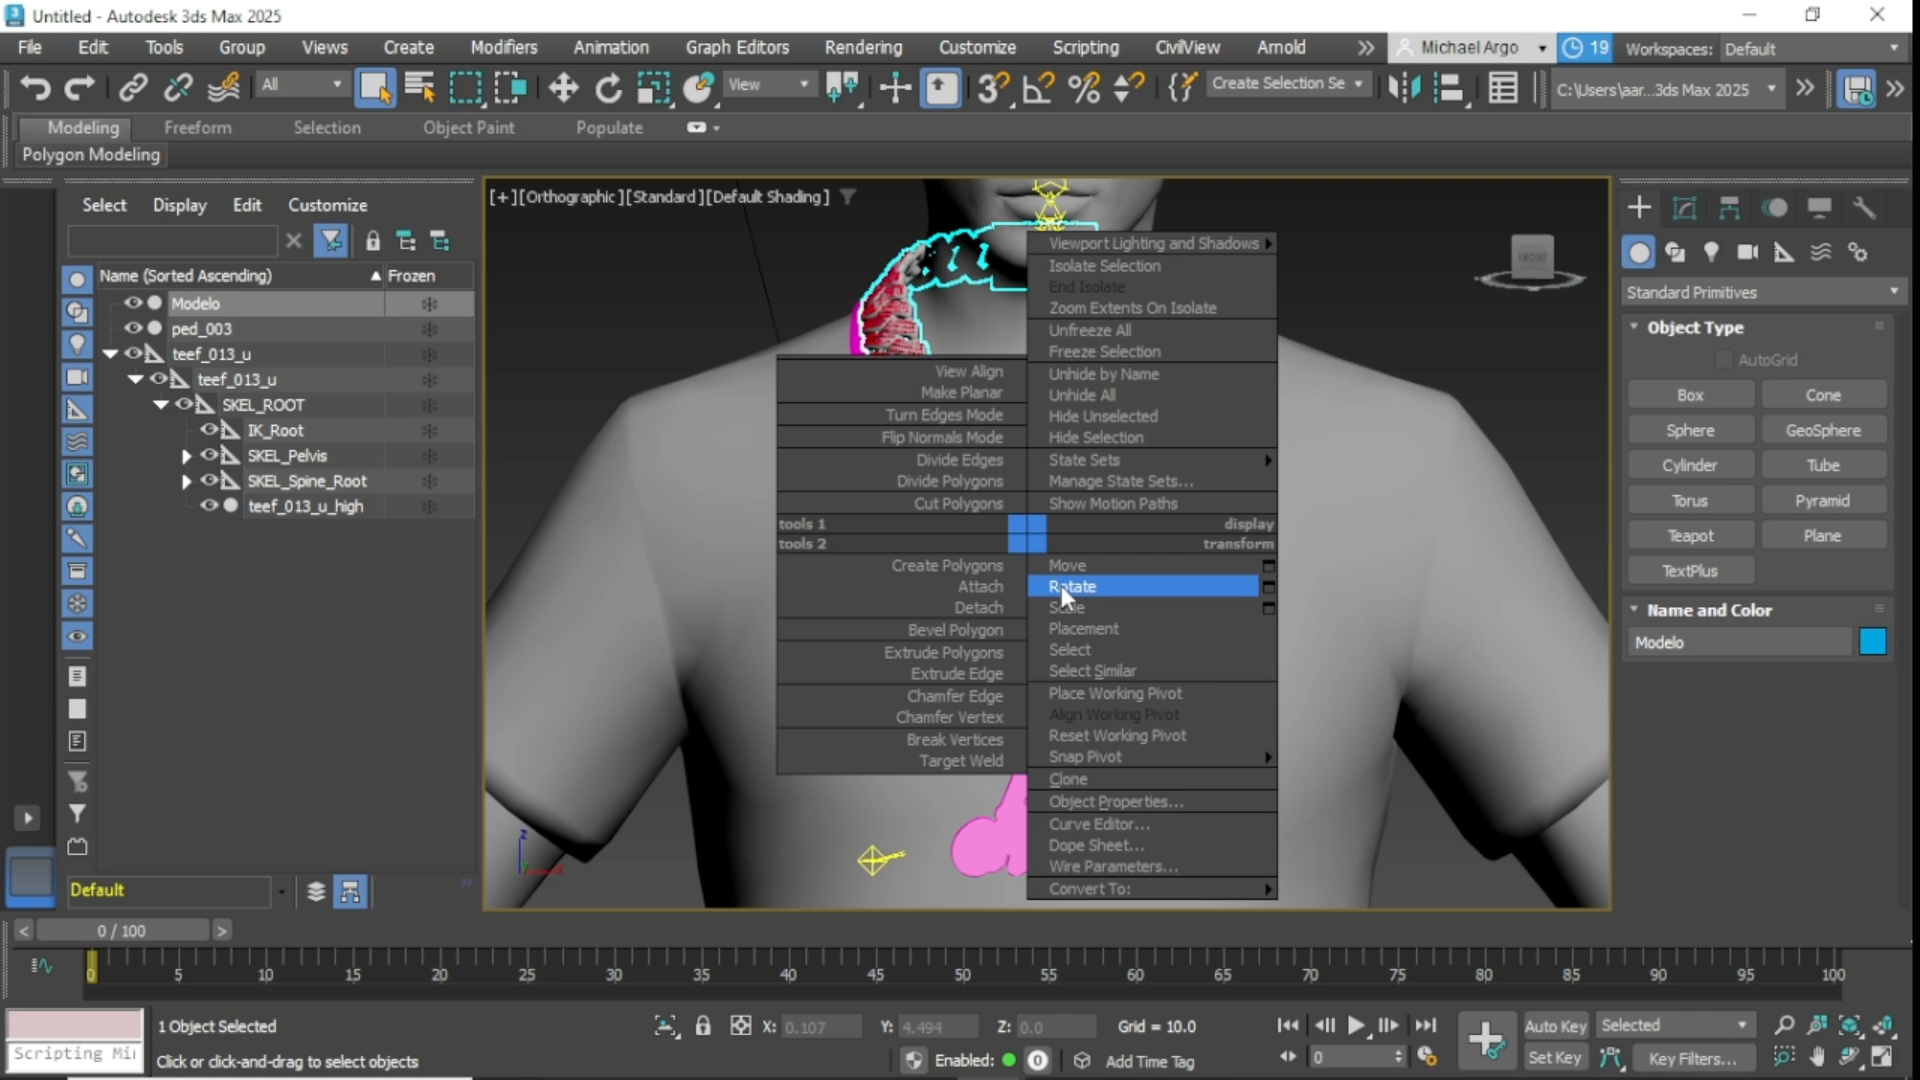 Untitled - Autodesk 3ds Max 2025
File Edit Tools Group Views Create Modifiers Animation Graph Editors Rendering Customize Scripting CivilView Arnold Michael Argo 19 Workspaces: Default
All View Create Selection Se C:\Users\aar...3ds Max 2025
Modeling Freeform Selection Object Paint Populate
Polygon Modeling
Select Display Edit Customize
Name (Sorted Ascending) Frozen
Modelo
ped_003
teef_013_u
teef_013_u
SKEL_ROOT
IK_Root
SKEL_Pelvis
SKEL_Spine_Root
teef_013_u_high
Default
[+][Orthographic][Standard][Default Shading]
FRONT
View Align
Make Planar
Turn Edges Mode
Flip Normals Mode
Divide Edges
Divide Polygons
Cut Polygons
tools 1
tools 2
Create Polygons
Attach
Detach
Bevel Polygon
Extrude Polygons
Extrude Edge
Chamfer Edge
Chamfer Vertex
Break Vertices
Target Weld
Viewport Lighting and Shadows
Isolate Selection
End Isolate
Zoom Extents On Isolate
Unfreeze All
Freeze Selection
Unhide by Name
Unhide All
Hide Unselected
Hide Selection
State Sets
Manage State Sets...
Show Motion Paths
display
transform
Move
Rotate
Scale
Placement
Select
Select Similar
Place Working Pivot
Align Working Pivot
Reset Working Pivot
Snap Pivot
Clone
Object Properties...
Curve Editor...
Dope Sheet...
Wire Parameters...
Convert To:
z
x
Standard Primitives
Object Type
AutoGrid
Box Cone
Sphere GeoSphere
Cylinder Tube
Torus Pyramid
Teapot Plane
TextPlus
Name and Color
Modelo
< 0 / 100 >
0 5 10 15 20 25 30 35 40 45 50 55 60 65 70 75 80 85 90 95 100
1 Object Selected X: 0.107 Y: 4.494 Z: 0.0 Grid = 10.0 Auto Key Selected
Scripting Mi
Click or click-and-drag to select objects Enabled: 0 Add Time Tag 0 Set Key Key Filters...